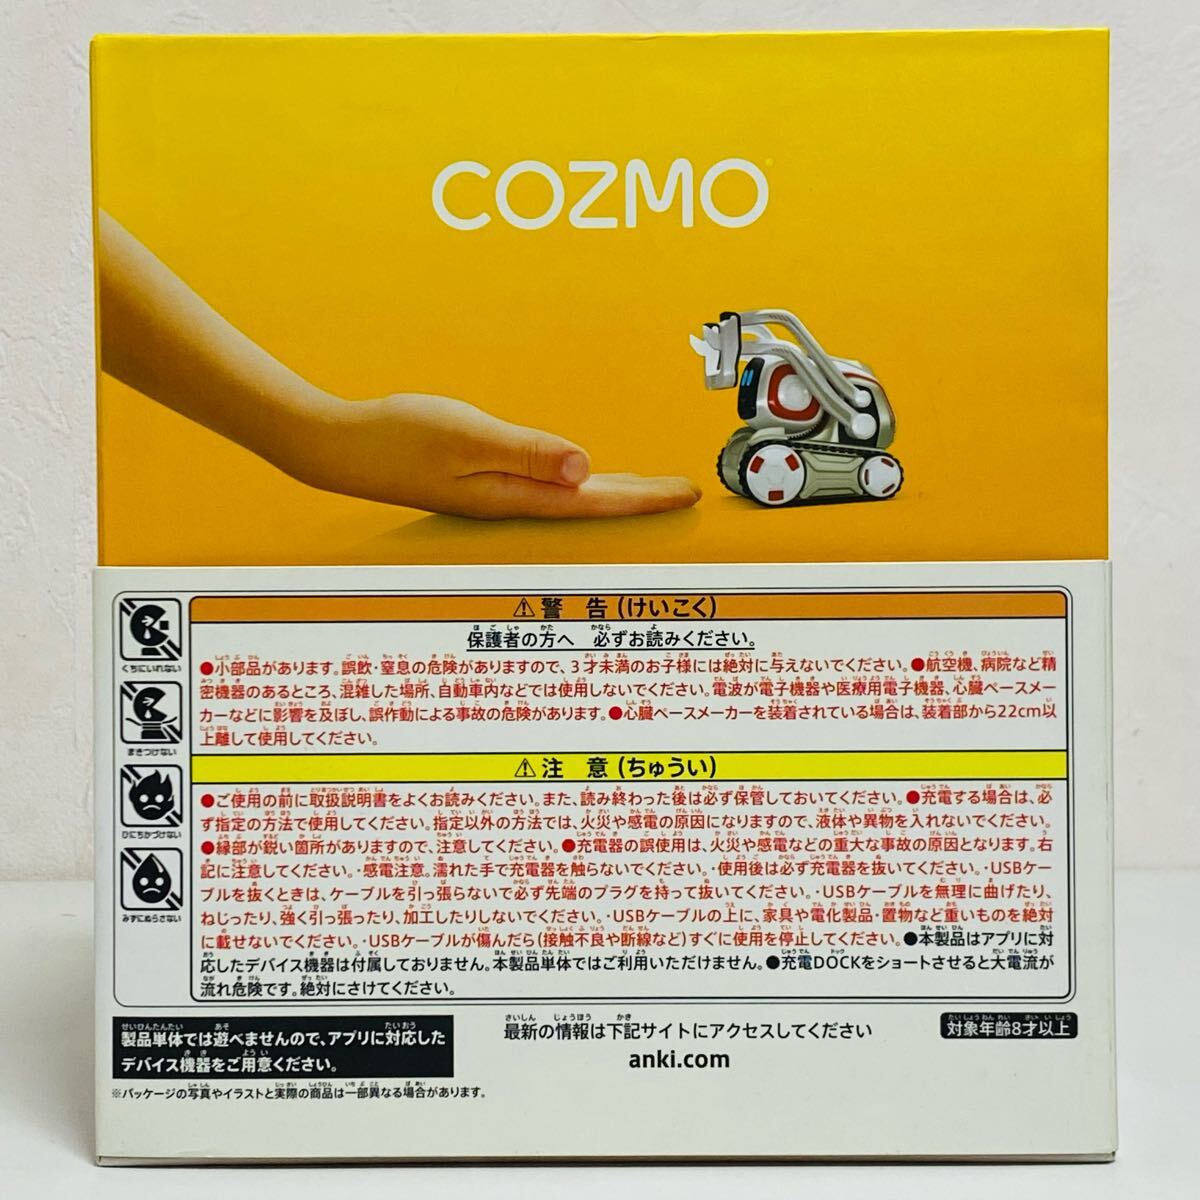 COZMO
くちにいれない
まきつけない
ひにちかづけない
みずにぬらさない
⚠警　告(けいこく)
保護者の方へ　必ずお読みください。
●小部品があります。誤飲・窒息の危険がありますので、3才未満のお子様には絶対に与えないでください。●航空機、病院など精
密機器のあるところ、混雑した場所、自動車内などでは使用しないでください。電波が電子機器や医療用電子機器、心臓ペースメー
カーなどに影響を及ぼし、誤作動による事故の危険があります。●心臓ペースメーカーを装着されている場合は、装着部から22cm以
上離して使用してください。
⚠注　意(ちゅうい)
●ご使用の前に取扱説明書をよくお読みください。また、読み終わった後は必ず保管しておいてください。●充電する場合は、必
ず指定の方法で使用してください。指定以外の方法では、火災や感電の原因になりますので、液体や異物を入れないでください。
●縁部が鋭い箇所がありますので、注意してください。●充電器の誤使用は、火災や感電などの重大な事故の原因となります。右
記に注意してください。・感電注意。濡れた手で充電器を触らないでください。・使用後は必ず充電器を抜いてください。・USBケー
ブルを抜くときは、ケーブルを引っ張らないで必ず先端のプラグを持って抜いてください。・USBケーブルを無理に曲げたり、
ねじったり、強く引っ張ったり、加工したりしないでください。・USBケーブルの上に、家具や電化製品・置物など重いものを絶対
に載せないでください。・USBケーブルが傷んだら(接触不良や断線など)すぐに使用を停止してください。●本製品はアプリに対
応したデバイス機器は付属しておりません。本製品単体ではご利用いただけません。●充電DOCKをショートさせると大電流が
流れ危険です。絶対にさけてください。
製品単体では遊べませんので、アプリに対応した
デバイス機器をご用意ください。
最新の情報は下記サイトにアクセスしてください
anki.com
対象年齢8才以上
※パッケージの写真やイラストと実際の商品は一部異なる場合があります。